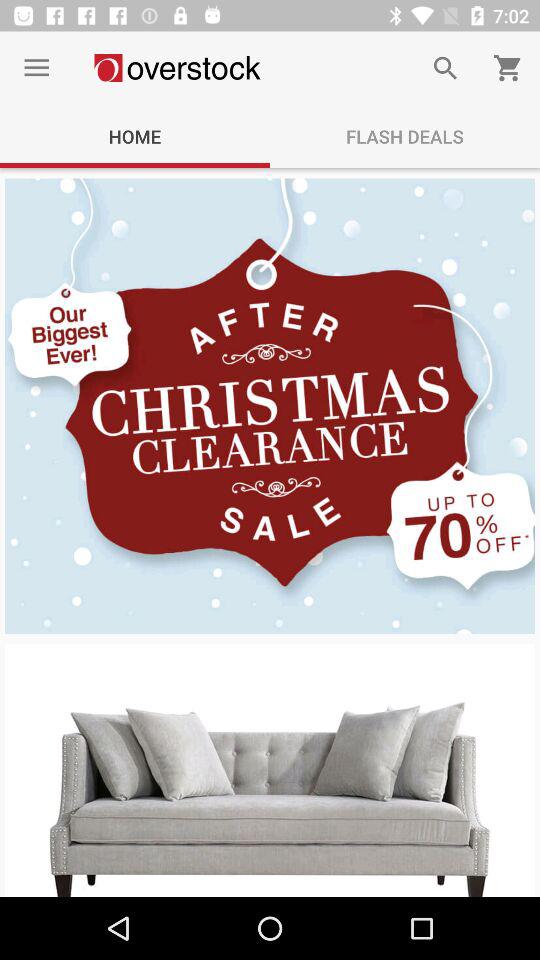 7:02
overstock
HOME
FLASH DEALS
Our
Biggest
Ever!
AFTER
CHRISTMAS
CLEARANCE
SALE
UP TO
70%
OFF*